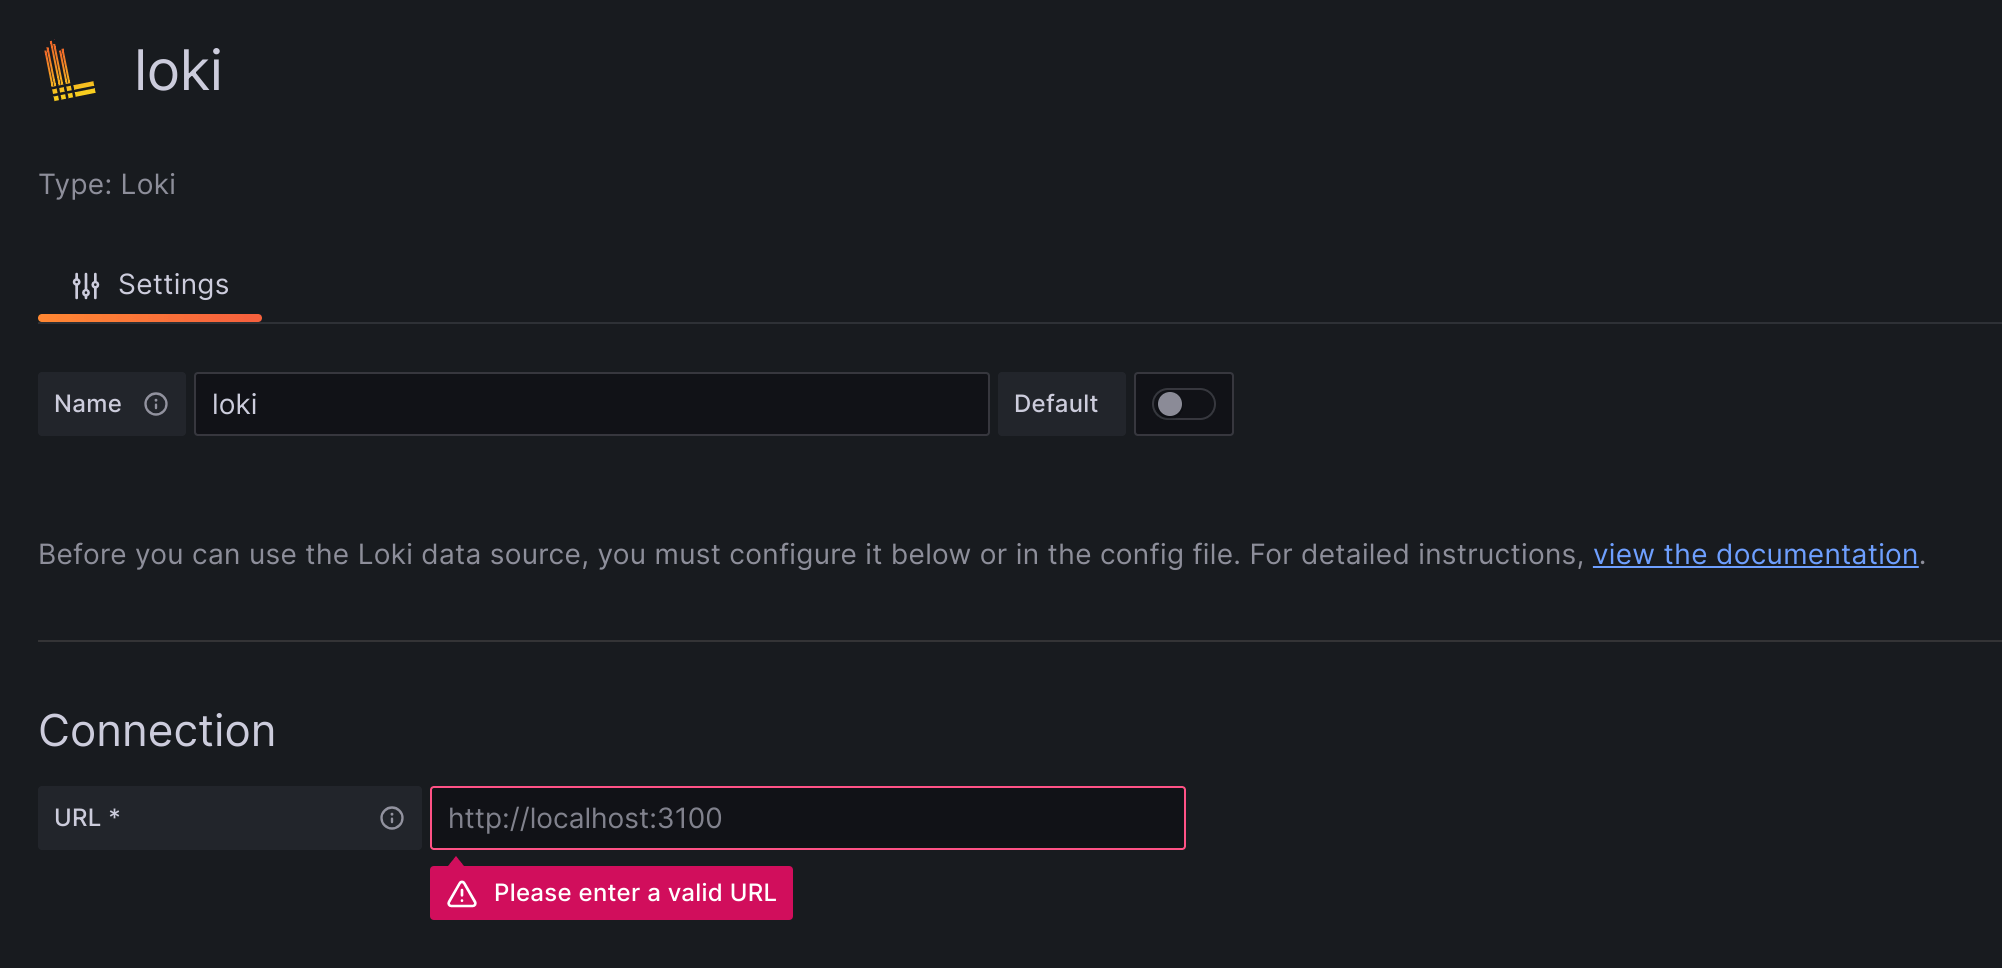 loki
Type: Loki
Settings
Name
loki
Default
Before you can use the Loki data source, you must configure it below or in the config file. For detailed instructions, view the documentation.
Connection
URL *
http://localhost:3100
Please enter a valid URL